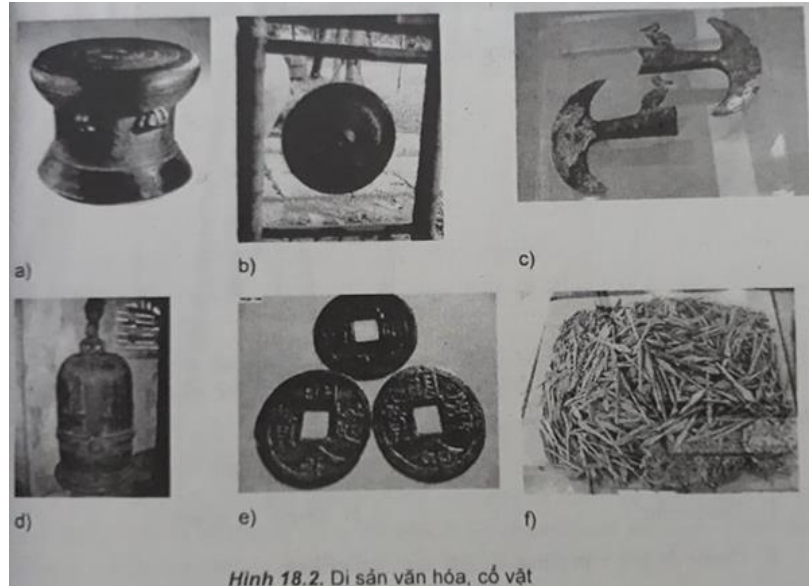 a)
b)
c)
d)
e)
f)
Hình 18.2. Di sản văn hóa, cổ vật